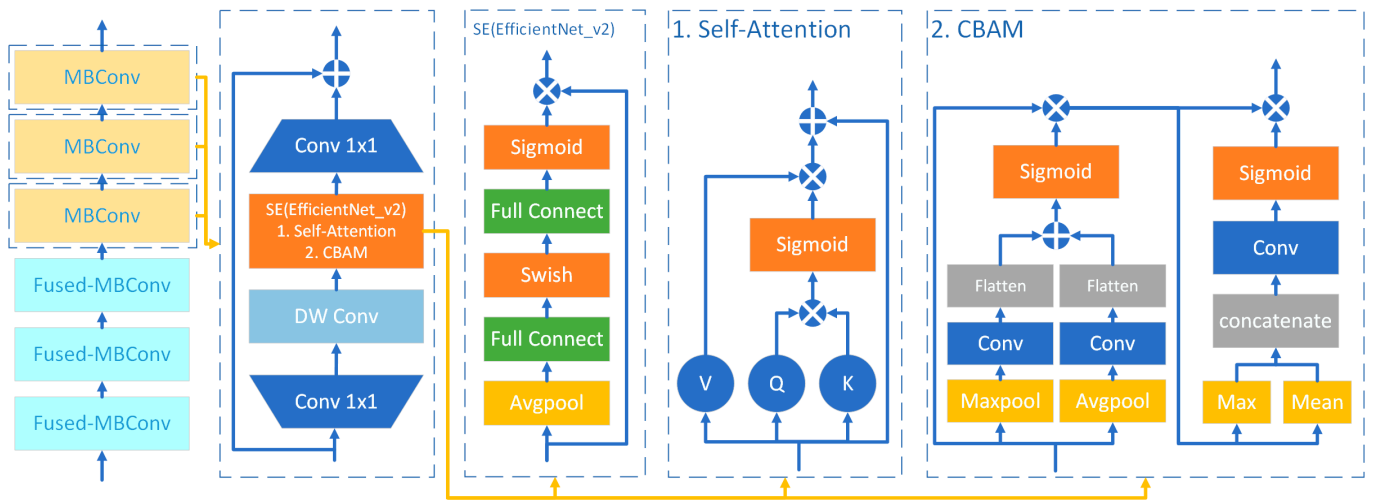 MBConv
MBConv
MBConv
Fused-MBConv
Fused-MBConv
Fused-MBConv
Conv 1x1
SE(EfficientNet_v2)
1. Self-Attention
2. CBAM
DW Conv
Conv 1x1
SE(EfficientNet_v2)
Sigmoid
Full Connect
Swish
Full Connect
Avgpool
1. Self-Attention
Sigmoid
V
Q
K
2. CBAM
Sigmoid
Flatten
Flatten
Conv
Conv
Maxpool
Avgpool
Sigmoid
Conv
concatenate
Max
Mean